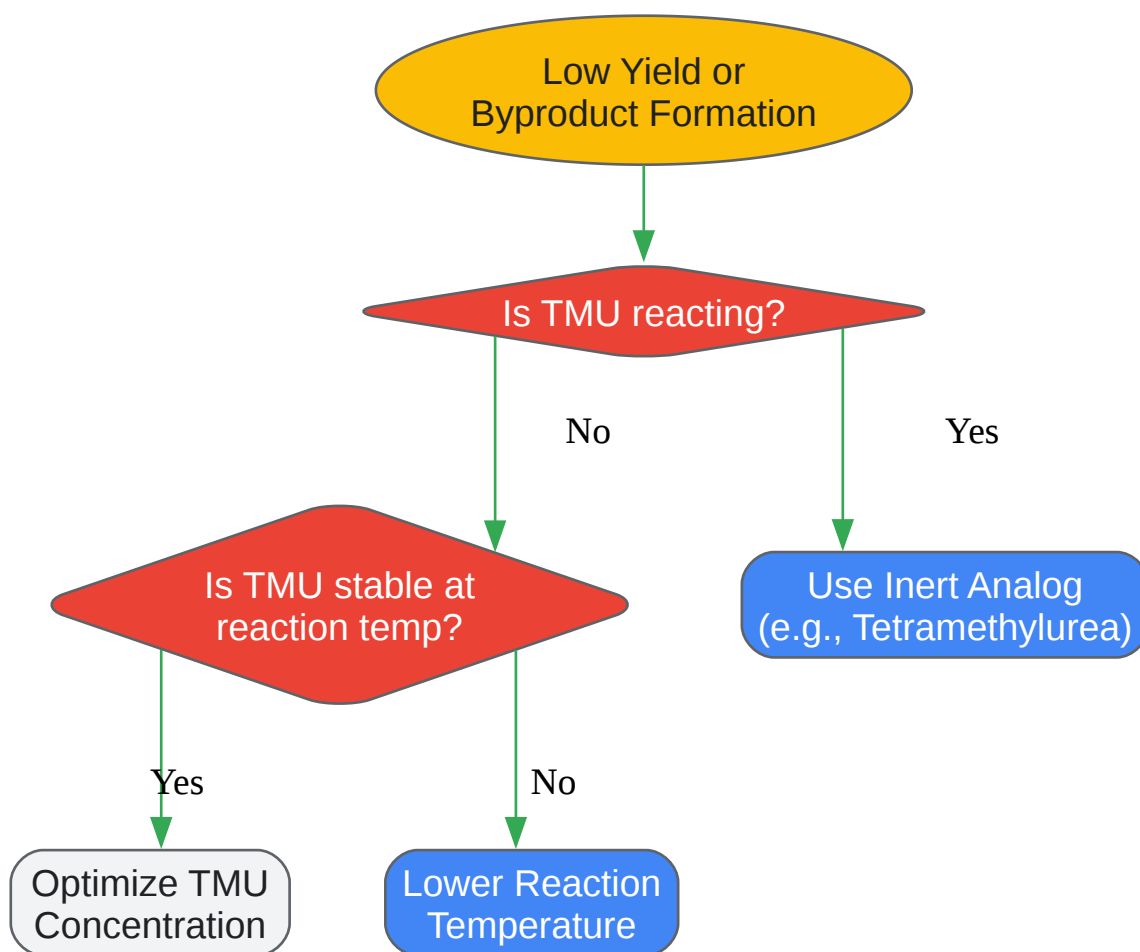 Low Yield or
Byproduct Formation
Is TMU reacting?
No
Yes
Is TMU stable at
reaction temp?
Use Inert Analog
(e.g., Tetramethylurea)
Yes
No
Optimize TMU
Concentration
Lower Reaction
Temperature